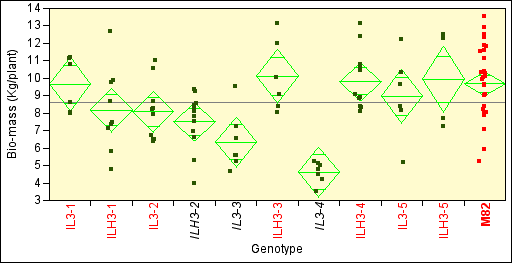 14
13
12
11
10
9
8
7
6
5
4
3
Bio-mass (Kg/plant)
IL3-1
ILH3-1
IL3-2
ILH3-2
IL3-3
ILH3-3
IL3-4
ILH3-4
IL3-5
ILH3-5
M82
Genotype